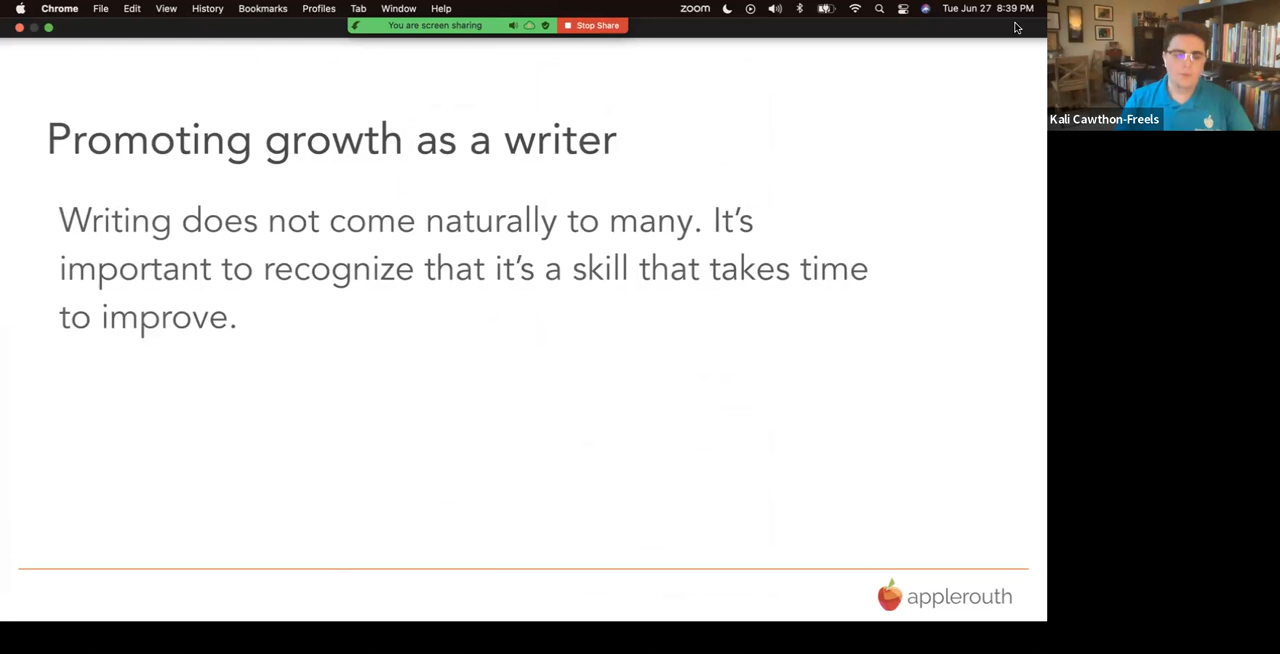 Chrome File Edit View History Bookmarks Profiles Tab Window Help zoom Tue Jun 27 8:39 PM
You are screen sharing Stop Share
Kali Cawthon-Freels
Promoting growth as a writer
Writing does not come naturally to many. It's
important to recognize that it's a skill that takes time
to improve.
applerouth